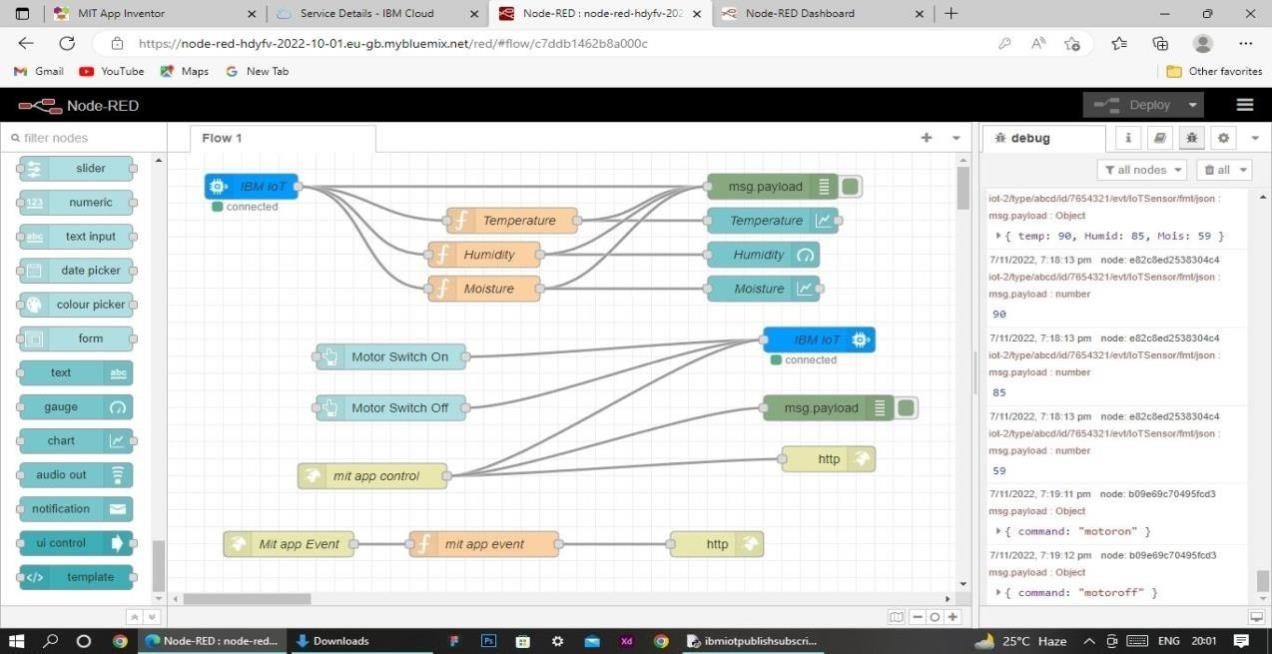 MIT App Inventor
Service Details - IBM Cloud
Node-RED : node-red-hdyfv-202
Node-RED Dashboard
https://node-red-hdyfv-2022-10-01.eu-gb.mybluemix.net/red/#flow/c7ddb1462b8a000c
Gmail YouTube Maps New Tab Other favorites
Node-RED
Deploy
filter nodes
Flow 1
debug
all nodes
all
slider
numeric
text input
date picker
colour picker
form
text
gauge
chart
audio out
notification
ui control
template
IBM IoT
connected
Temperature
Humidity
Moisture
msg.payload
Temperature
Humidity
Moisture
Motor Switch On
Motor Switch Off
mit app control
IBM IoT
connected
msg.payload
http
Mit app Event
mit app event
http
iot-2/type/abcd/id/7654321/evt/IoTSensor/fmt/json :
msg.payload : Object
{ temp: 90, Humid: 85, Mois: 59 }
7/11/2022, 7:18:13 pm node: e82c8ed2538304c4
iot-2/type/abcd/id/7654321/evt/IoTSensor/fmt/json :
msg.payload : number
90
7/11/2022, 7:18:13 pm node: e82c8ed2538304c4
iot-2/type/abcd/id/7654321/evt/IoTSensor/fmt/json :
msg.payload : number
85
7/11/2022, 7:18:13 pm node: e82c8ed2538304c4
iot-2/type/abcd/id/7654321/evt/IoTSensor/fmt/json :
msg.payload : number
59
7/11/2022, 7:19:11 pm node: b09e69c70495fcd3
msg.payload : Object
{ command: "motoron" }
7/11/2022, 7:19:12 pm node: b09e69c70495fcd3
msg.payload : Object
{ command: "motoroff" }
Node-RED : node-red...
Downloads
ibmiotpublishsubscri...
25°C Haze
ENG
20:01